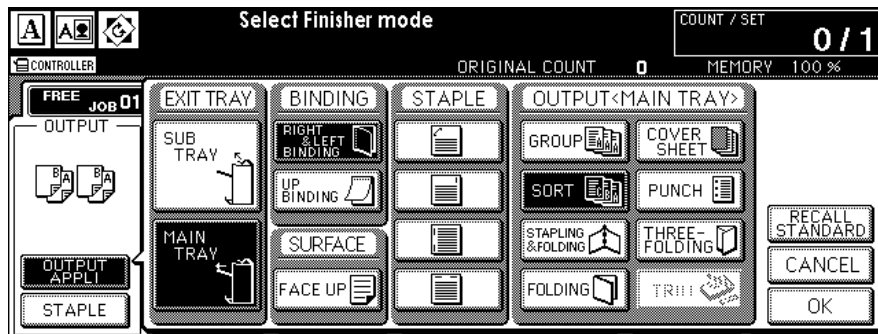 Select Finisher mode
COUNT / SET
0 / 1
CONTROLLER
ORIGINAL COUNT 0 MEMORY 100 %
FREE JOB 01
OUTPUT
OUTPUT APPLI
STAPLE
EXIT TRAY
SUB TRAY
MAIN TRAY
BINDING
RIGHT &LEFT BINDING
UP BINDING
SURFACE
FACE UP
STAPLE
OUTPUT<MAIN TRAY>
GROUP
COVER SHEET
SORT
PUNCH
STAPLING &FOLDING
THREE-FOLDING
FOLDING
RECALL STANDARD
CANCEL
OK